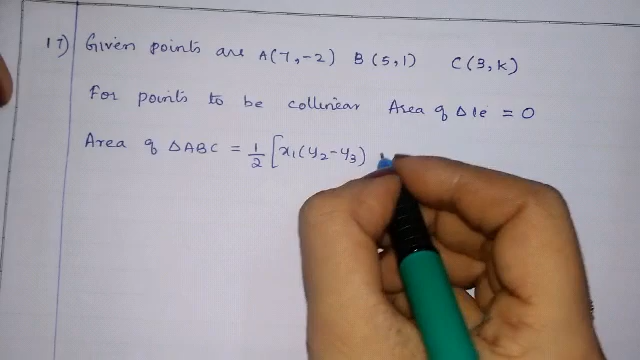 17) Given points are A(7,-2) B(5,1) C(3,K)
For points to be collinear Area of Δle = 0
Area of ΔABC = 1/2 [x₁(y₂-y₃)